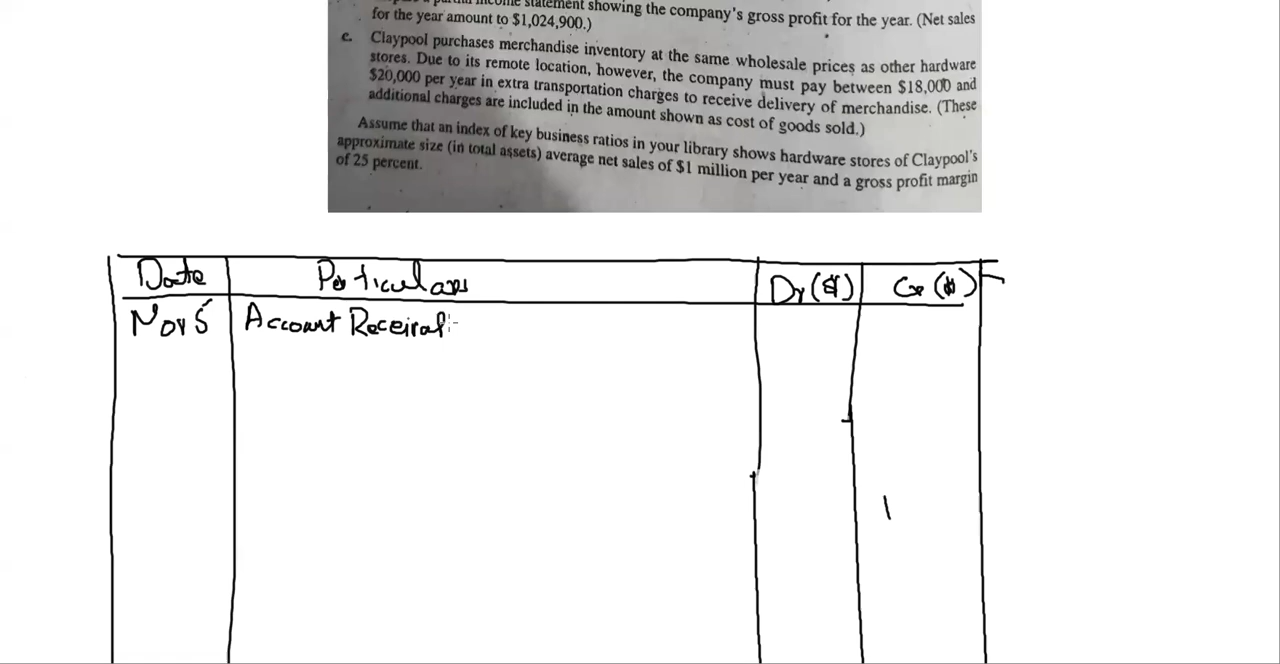 statement showing the company's gross profit for the year. (Net sales
for the year amount to $1,024,900.)
c. Claypool purchases merchandise inventory at the same wholesale prices as other hardware
stores. Due to its remote location, however, the company must pay between $18,000 and
$20,000 per year in extra transportation charges to receive delivery of merchandise. (These
additional charges are included in the amount shown as cost of goods sold.)
Assume that an index of key business ratios in your library shows hardware stores of Claypool's
approximate size (in total assets) average net sales of $1 million per year and a gross profit margin
of 25 percent.
Date Particulars Dr($) Cr($)
Nov 5 Account